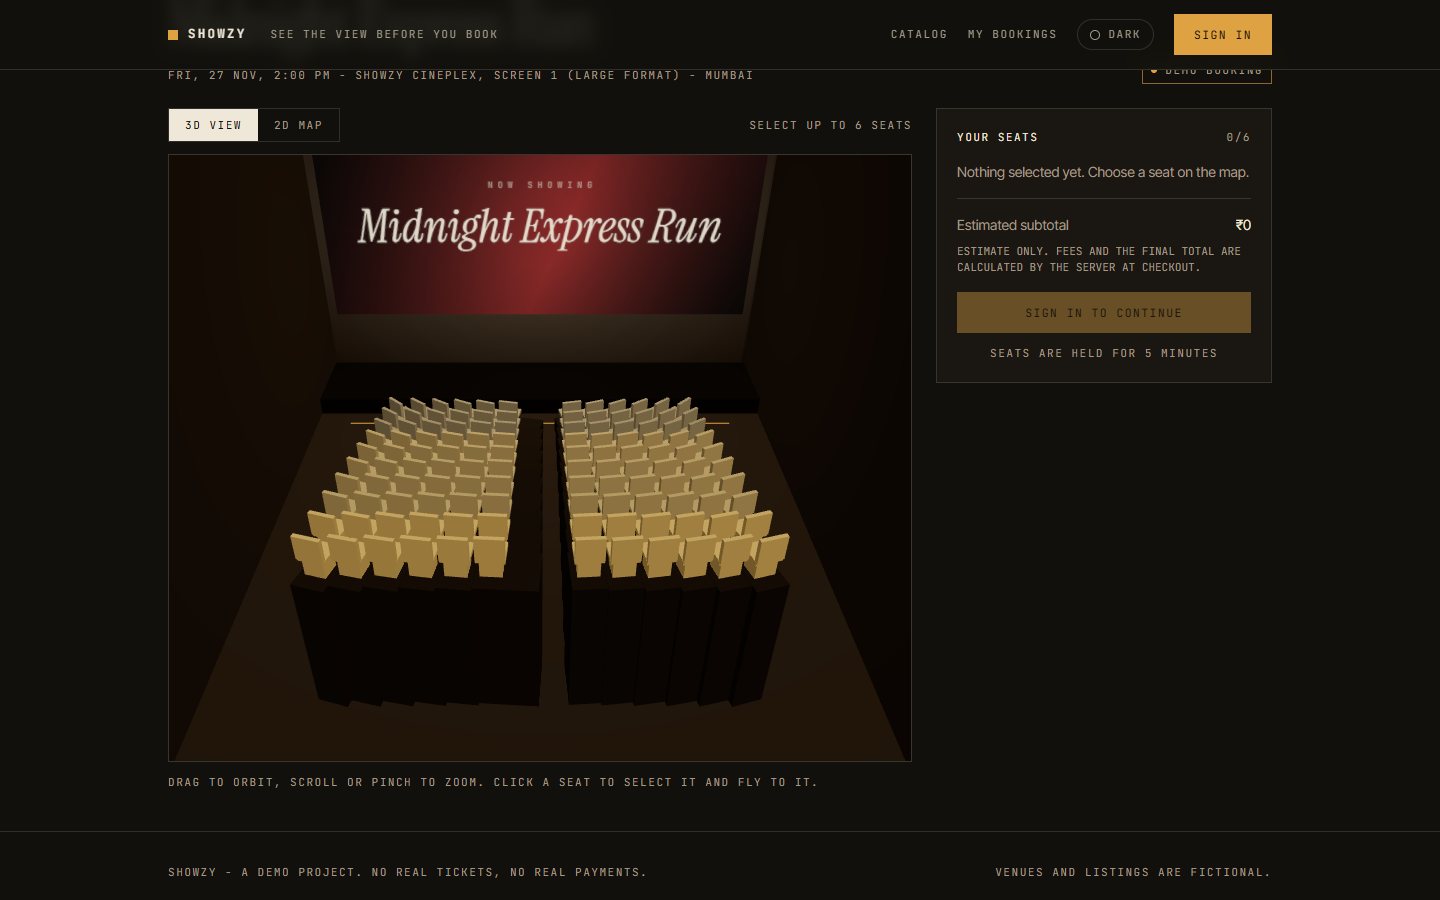 SHOWZY
SEE THE VIEW BEFORE YOU BOOK
CATALOG
MY BOOKINGS
DARK
SIGN IN
FRI, 27 NOV, 2:00 PM - SHOWZY CINEPLEX, SCREEN 1 (LARGE FORMAT) - MUMBAI
DEMO BOOKING
3D VIEW
2D MAP
SELECT UP TO 6 SEATS
NOW SHOWING
Midnight Express Run
YOUR SEATS
0/6
Nothing selected yet. Choose a seat on the map.
Estimated subtotal
₹0
ESTIMATE ONLY. FEES AND THE FINAL TOTAL ARE
CALCULATED BY THE SERVER AT CHECKOUT.
SIGN IN TO CONTINUE
SEATS ARE HELD FOR 5 MINUTES
DRAG TO ORBIT, SCROLL OR PINCH TO ZOOM. CLICK A SEAT TO SELECT IT AND FLY TO IT.
SHOWZY - A DEMO PROJECT. NO REAL TICKETS, NO REAL PAYMENTS.
VENUES AND LISTINGS ARE FICTIONAL.